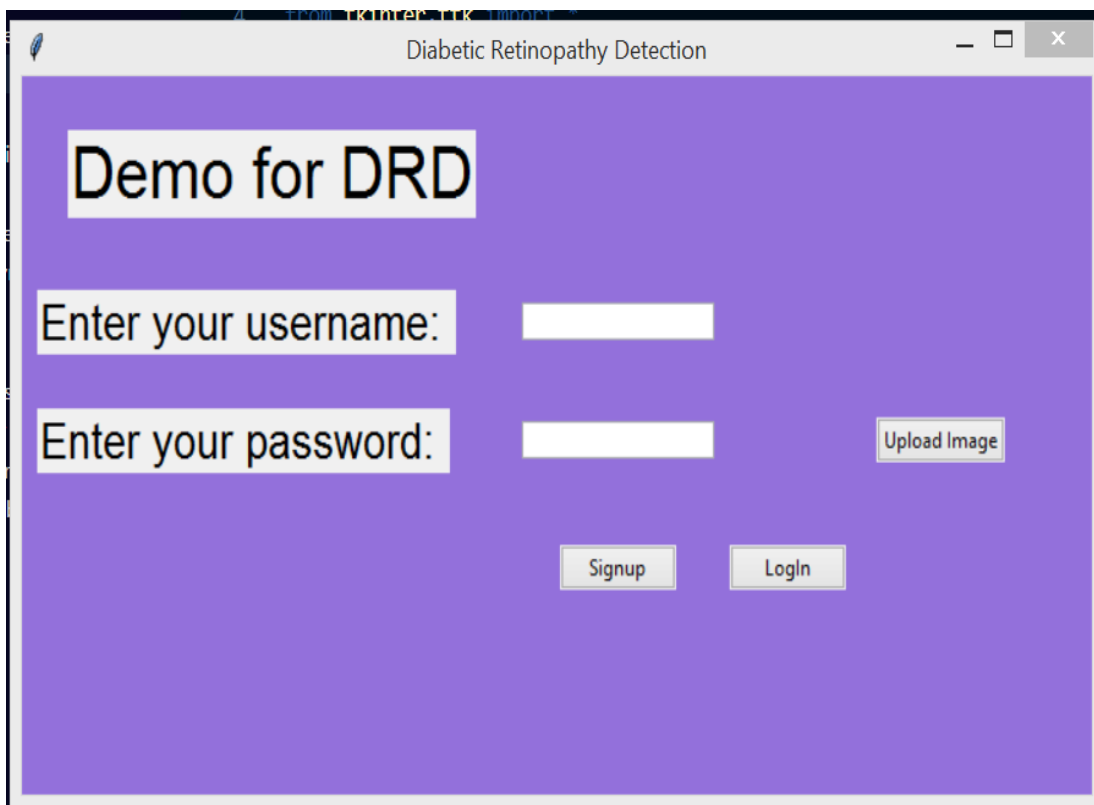 4 from tkinter.ttk import *
Diabetic Retinopathy Detection
Demo for DRD
Enter your username:
Enter your password:
Upload Image
Signup LogIn